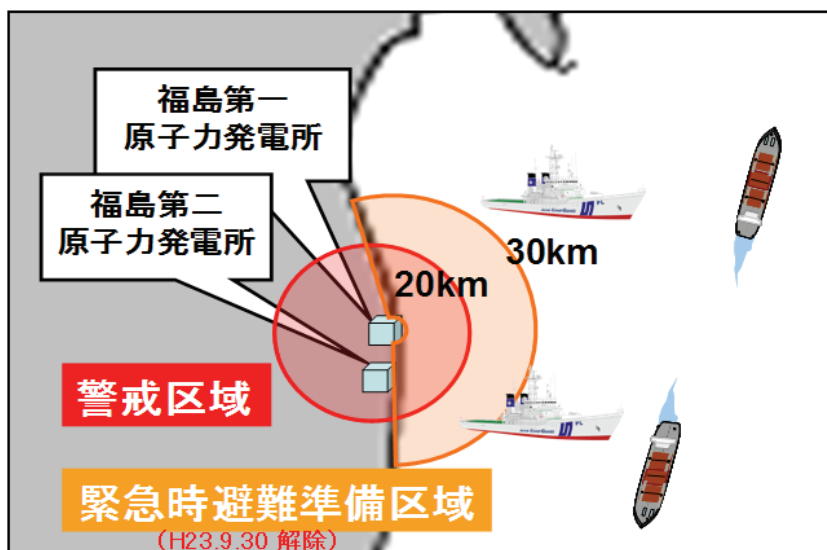 福島第一
原子力発電所
福島第二
原子力発電所
30km
20km
警戒区域
緊急時避難準備区域
(H23.9.30 解除)